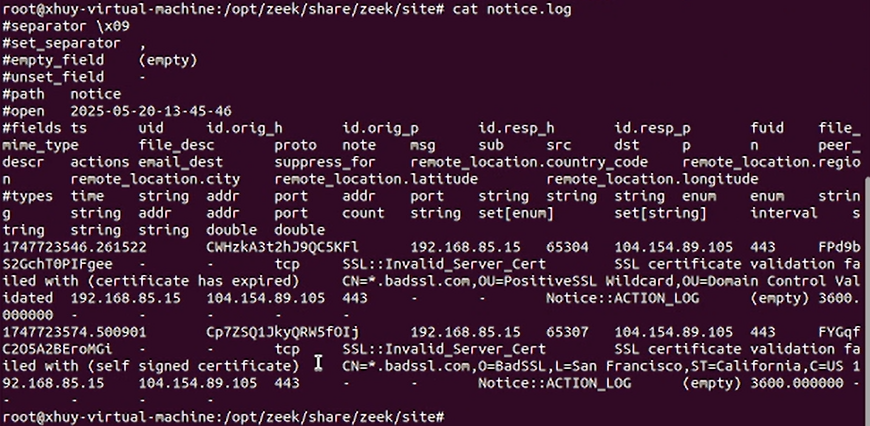 root@xhuy-virtual-machine:/opt/zeek/share/zeek/site# cat notice.log
#separator \x09
#set_separator ,
#empty_field (empty)
#unset_field -
#path notice
#open 2025-05-20-13-45-46
#fields ts uid id.orig_h id.orig_p id.resp_h id.resp_p fuid file_
mime_type file_desc proto note msg sub src dst p n peer_
descr actions email_dest suppress_for remote_location.country_code remote_location.regio
n remote_location.city remote_location.latitude remote_location.longitude
#types time string addr port addr port string string string enum enum strin
g string addr addr port count string set[enum] set[string] interval s
tring string string double double
1747723546.261522 CWHzkA3t2hJ9QC5KFl 192.168.85.15 65304 104.154.89.105 443 FPd9b
S2GchT0PIFgee - - tcp SSL::Invalid_Server_Cert SSL certificate validation fa
iled with (certificate has expired) CN=*.badssl.com,OU=PositiveSSL Wildcard,OU=Domain Control Val
idated 192.168.85.15 104.154.89.105 443 - - Notice::ACTION_LOG (empty) 3600.
000000 - - - - -
1747723574.500901 Cp7ZSQ1JkyQRW5fOIj 192.168.85.15 65307 104.154.89.105 443 FYGqf
C2O5A2BEroMGi - - tcp SSL::Invalid_Server_Cert SSL certificate validation fa
iled with (self signed certificate) CN=*.badssl.com,O=BadSSL,L=San Francisco,ST=California,C=US 1
92.168.85.15 104.154.89.105 443 - - Notice::ACTION_LOG (empty) 3600.000000 -
- - - -
root@xhuy-virtual-machine:/opt/zeek/share/zeek/site#